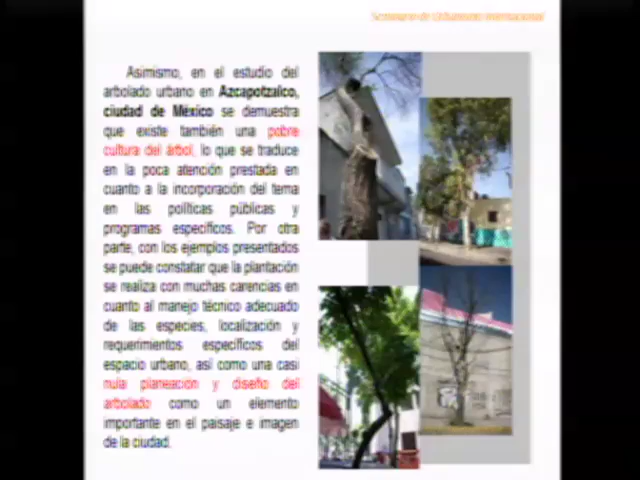 Seminario de Urbanismo Internacional
Asimismo, en el estudio del
arbolado urbano en Azcapotzalco,
ciudad de México se demuestra
que existe también una pobre
cultura del árbol, lo que se traduce
en la poca atención prestada en
cuanto a la incorporación del tema
en las políticas públicas y
programas específicos. Por otra
parte, con los ejemplos presentados
se puede constatar que la plantación
se realiza con muchas carencias en
cuanto al manejo técnico adecuado
de las especies, localización y
requerimientos específicos del
espacio urbano, así como una casi
nula planeación y diseño del
arbolado como un elemento
importante en el paisaje e imagen
de la ciudad.